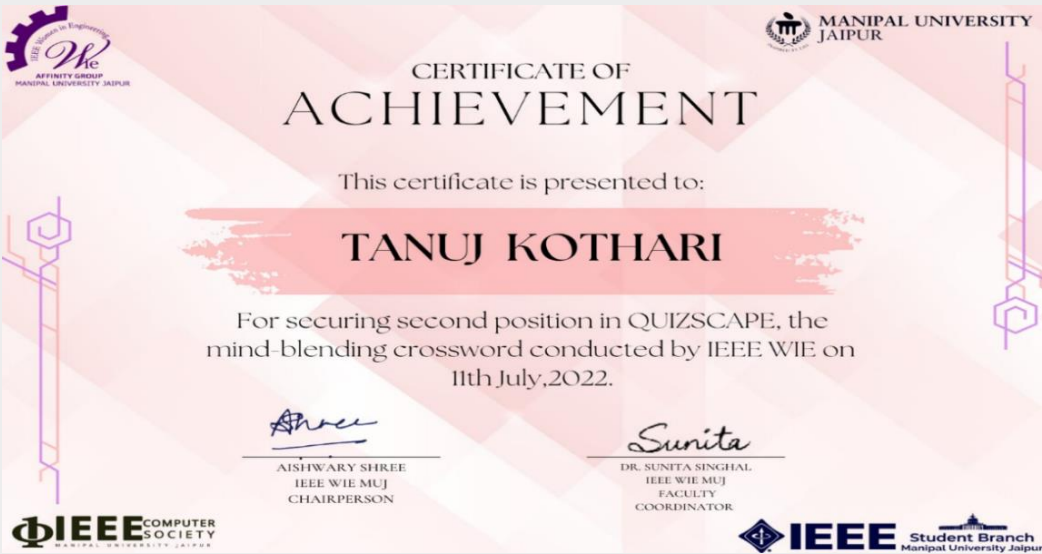 IEEE Women in Engineering
WIE
AFFINITY GROUP
MANIPAL UNIVERSITY JAIPUR
MANIPAL UNIVERSITY
JAIPUR
INSPIRED BY LIFE
CERTIFICATE OF
ACHIEVEMENT
This certificate is presented to:
TANUJ KOTHARI
For securing second position in QUIZSCAPE, the
mind-blending crossword conducted by IEEE WIE on
11th July,2022.
Shree
Sunita
AISHWARY SHREE
IEEE WIE MUJ
CHAIRPERSON
DR. SUNITA SINGHAL
IEEE WIE MUJ
FACULTY
COORDINATOR
IEEE COMPUTER
SOCIETY
MANIPAL UNIVERSITY JAIPUR
IEEE Student Branch
Manipal University Jaipur